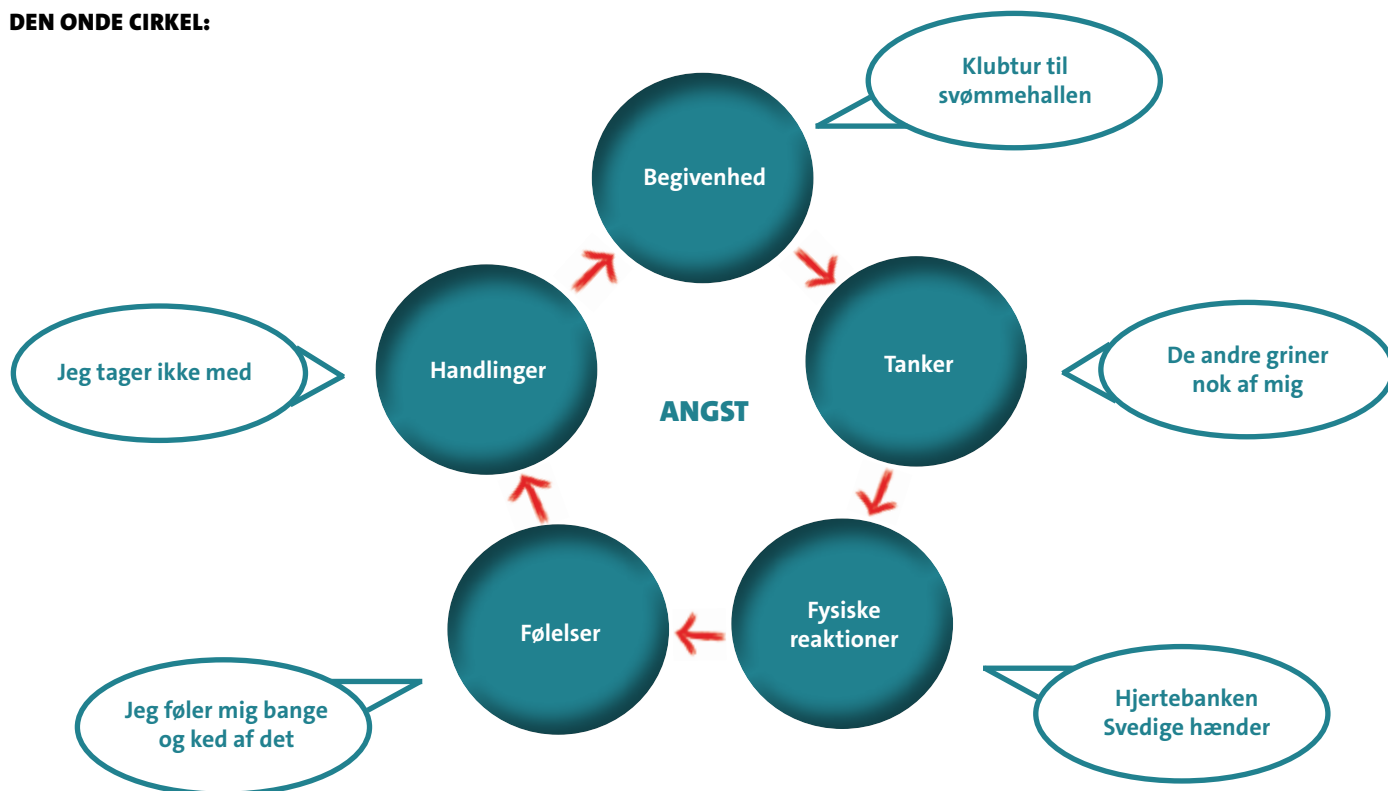 DEN ONDE CIRKEL:
Klubtur til
svømmehallen
Begivenhed
Tanker
De andre griner
nok af mig
Fysiske
reaktioner
Hjertebanken
Svedige hænder
Følelser
Jeg føler mig bange
og ked af det
Handlinger
Jeg tager ikke med
ANGST